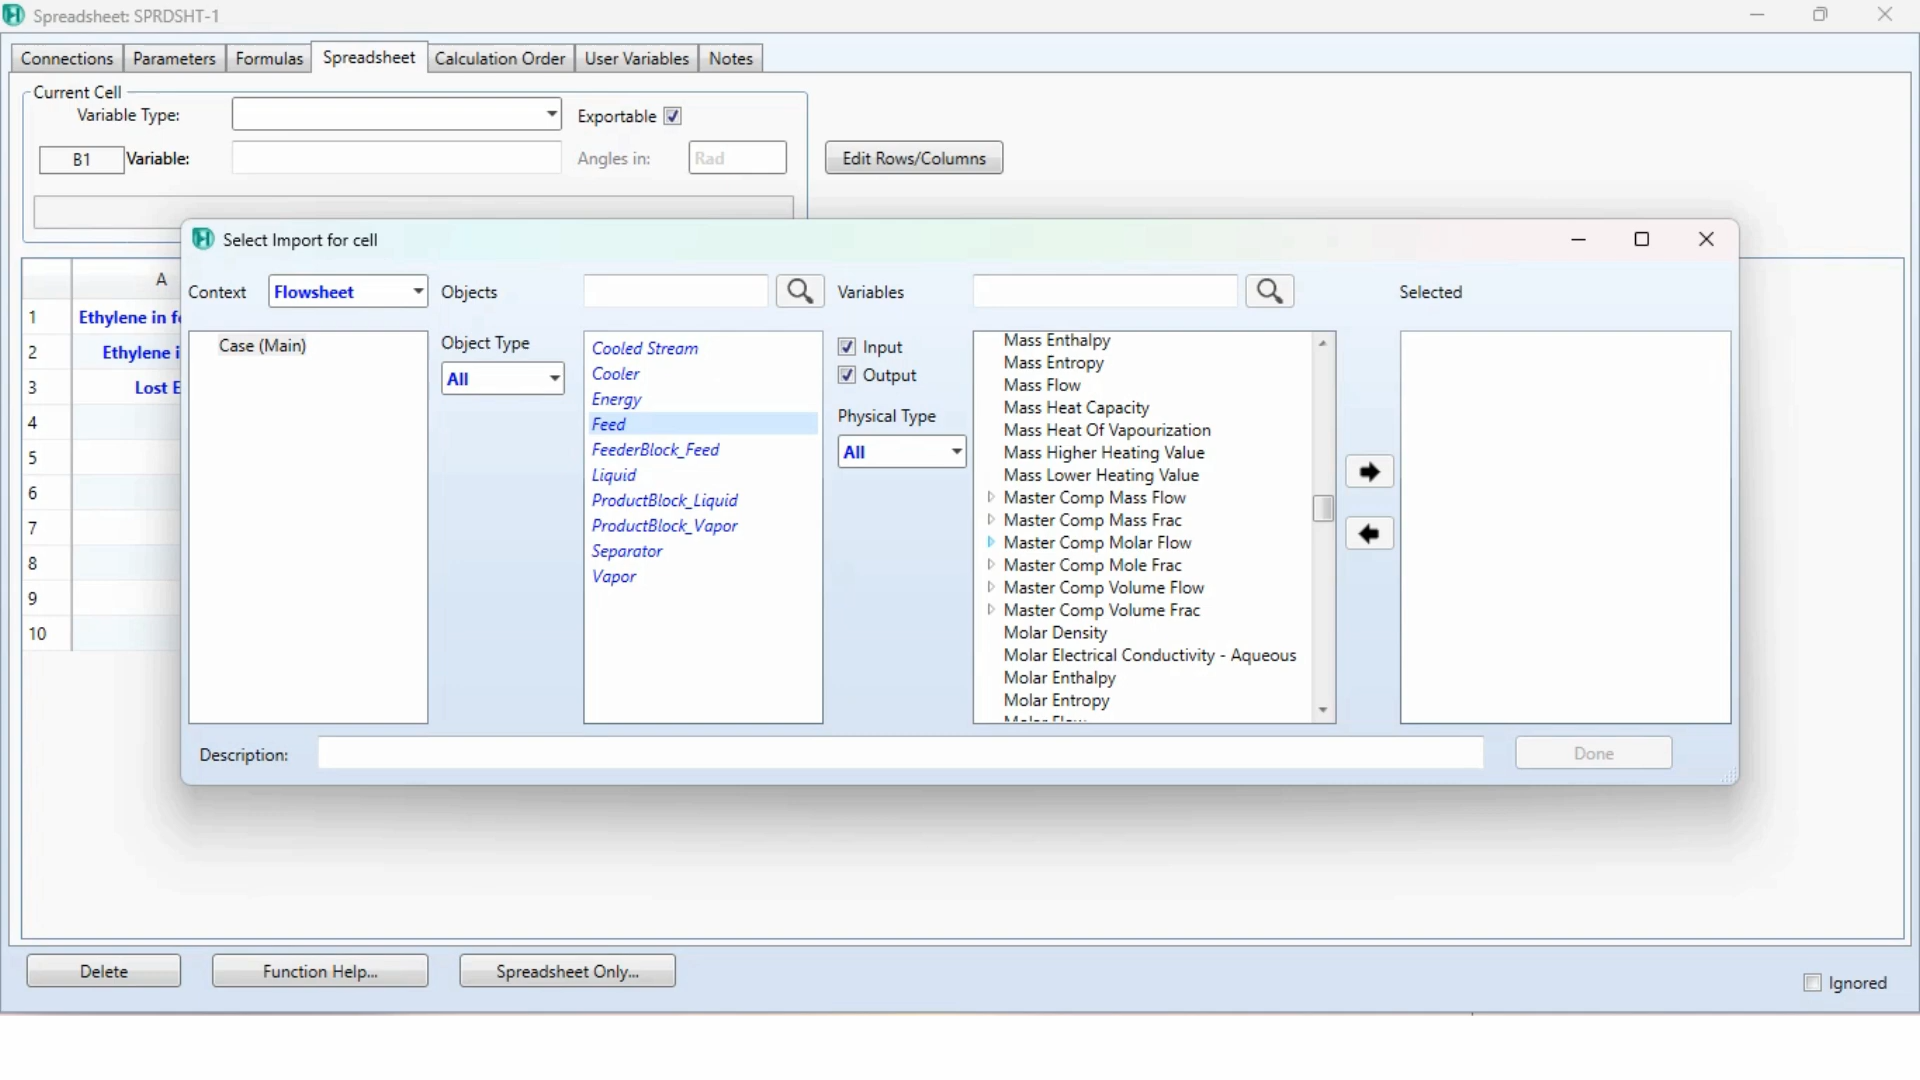 Spreadsheet: SPRDSHT-1
Connections Parameters Formulas Spreadsheet Calculation Order User Variables Notes
Current Cell
Variable Type: Exportable
B1 Variable: Angles in: Rad Edit Rows/Columns
Select Import for cell
Context Flowsheet Objects Variables Selected
A
1 Ethylene in
2 Ethylene
3 Lost
4
5
6
7
8
9
10
Case (Main)
Object Type
All
Cooled Stream
Cooler
Energy
Feed
FeederBlock_Feed
Liquid
ProductBlock_Liquid
ProductBlock_Vapor
Separator
Vapor
Input
Output
Physical Type
All
Mass Enthalpy
Mass Entropy
Mass Flow
Mass Heat Capacity
Mass Heat Of Vapourization
Mass Higher Heating Value
Mass Lower Heating Value
Master Comp Mass Flow
Master Comp Mass Frac
Master Comp Molar Flow
Master Comp Mole Frac
Master Comp Volume Flow
Master Comp Volume Frac
Molar Density
Molar Electrical Conductivity - Aqueous
Molar Enthalpy
Molar Entropy
Description: Done
Delete Function Help... Spreadsheet Only... Ignored